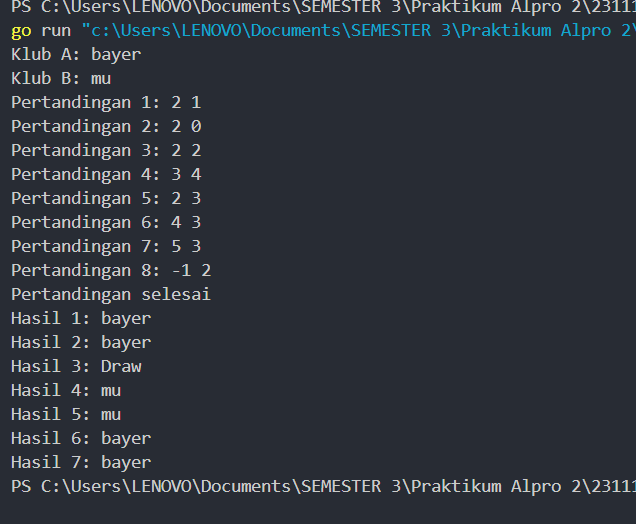 PS C:\Users\LENOVO\Documents\SEMESTER 3\Praktikum Alpro 2\23111
go run "c:\Users\LENOVO\Documents\SEMESTER 3\Praktikum Alpro 2\
Klub A: bayer
Klub B: mu
Pertandingan 1: 2 1
Pertandingan 2: 2 0
Pertandingan 3: 2 2
Pertandingan 4: 3 4
Pertandingan 5: 2 3
Pertandingan 6: 4 3
Pertandingan 7: 5 3
Pertandingan 8: -1 2
Pertandingan selesai
Hasil 1: bayer
Hasil 2: bayer
Hasil 3: Draw
Hasil 4: mu
Hasil 5: mu
Hasil 6: bayer
Hasil 7: bayer
PS C:\Users\LENOVO\Documents\SEMESTER 3\Praktikum Alpro 2\23111